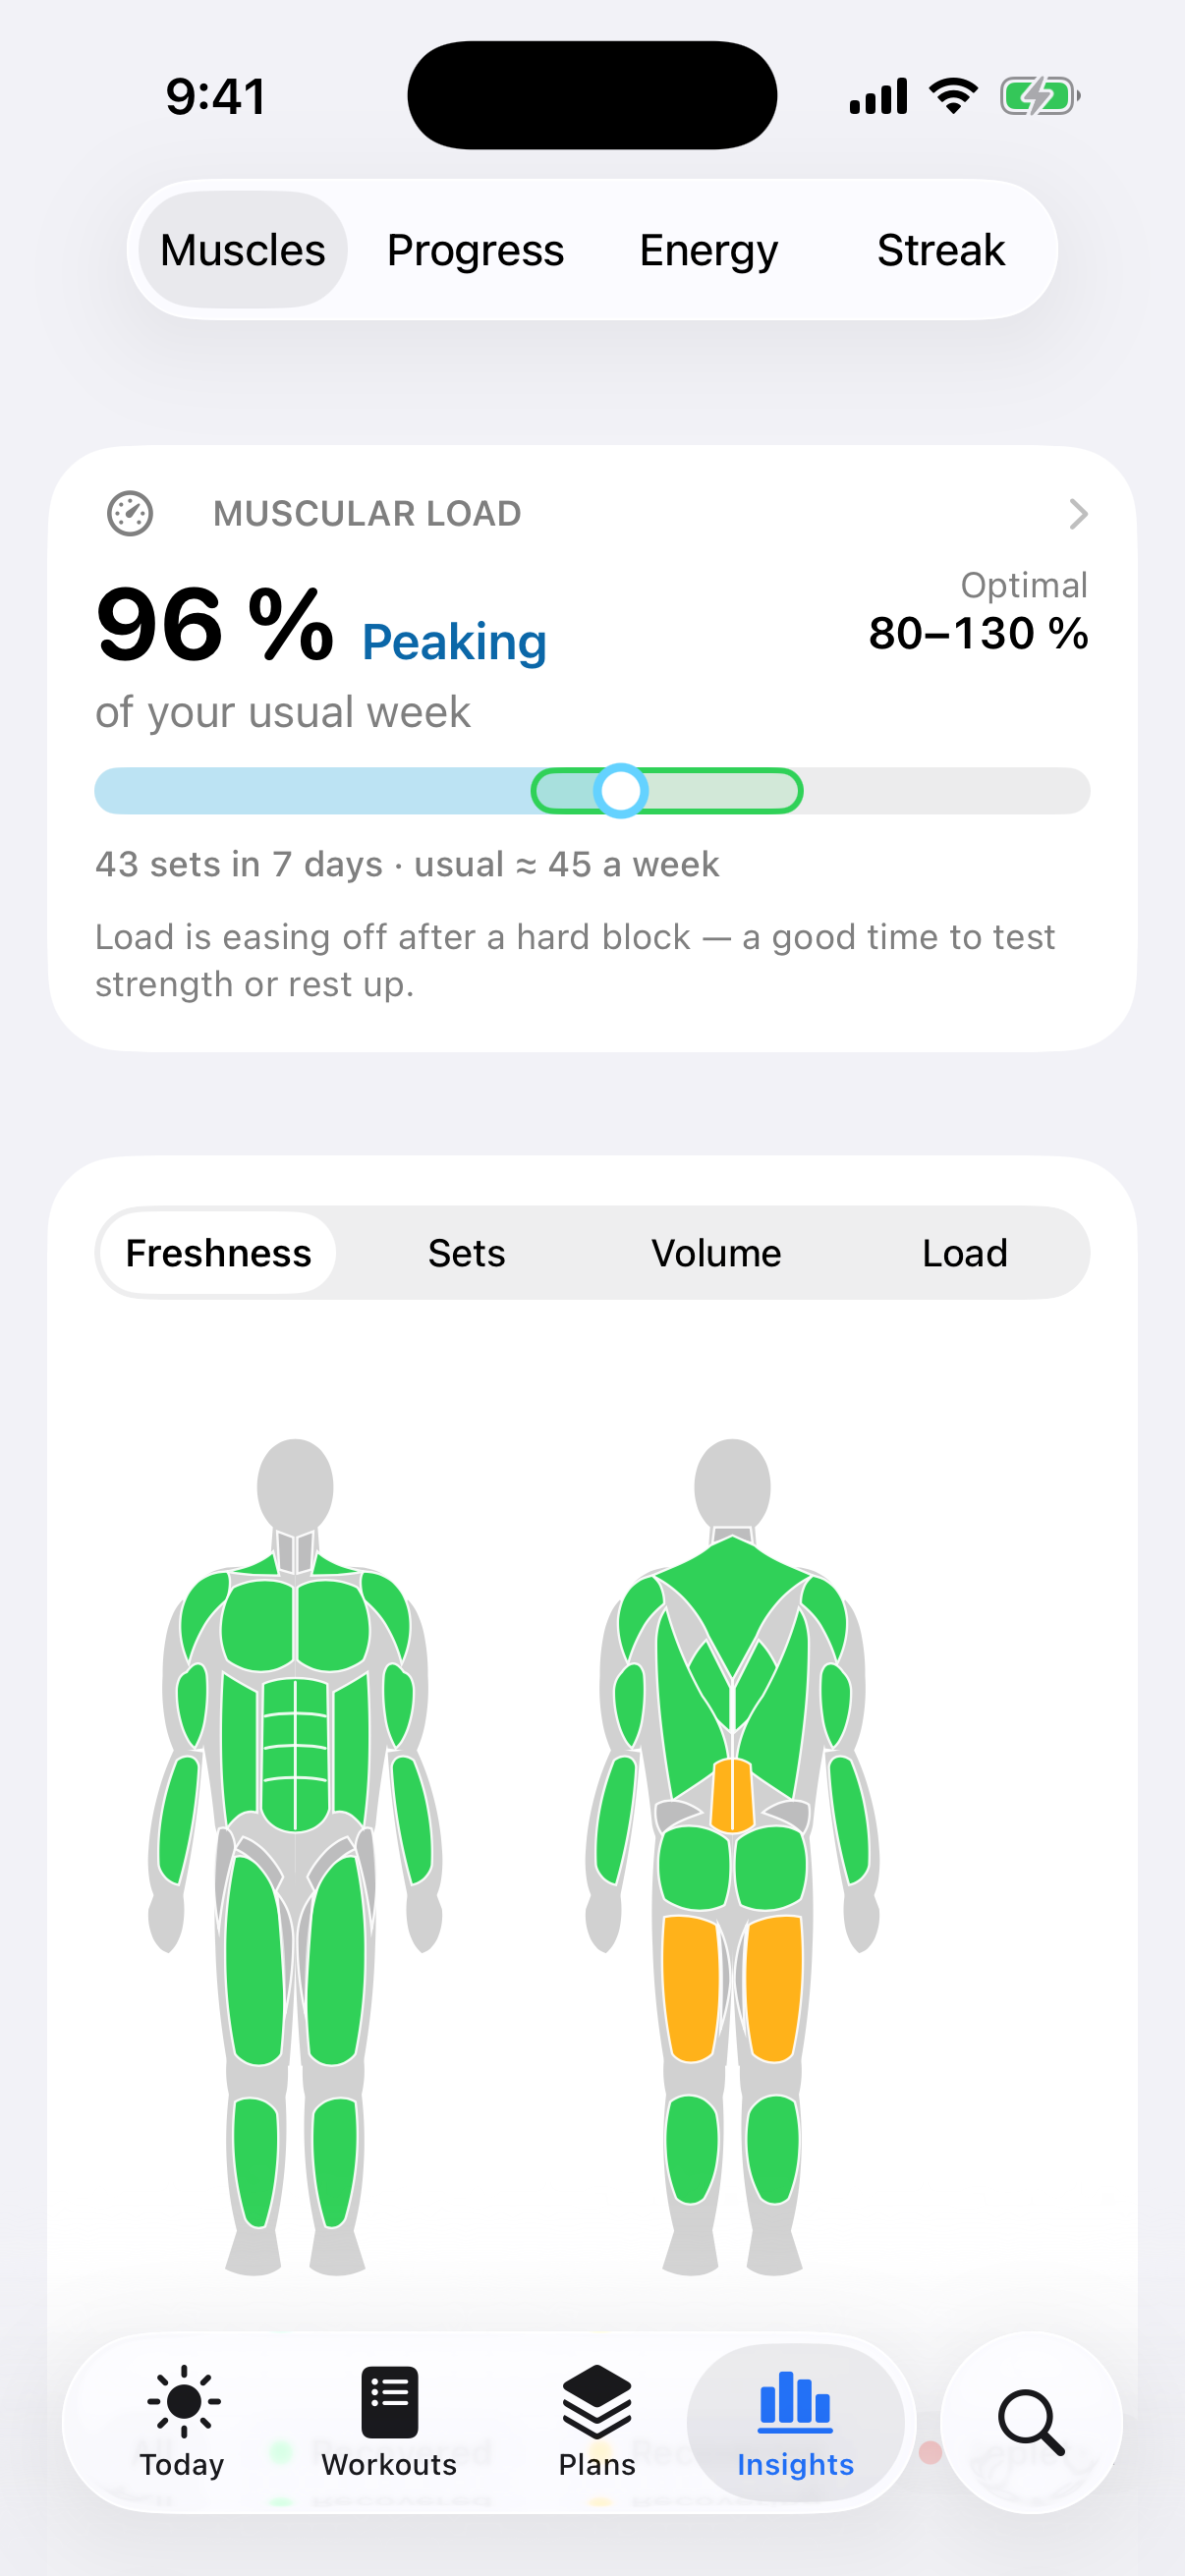 9:41
Muscles Progress Energy Streak
MUSCULAR LOAD
96 % Peaking
Optimal
80–130 %
of your usual week
43 sets in 7 days · usual ≈ 45 a week
Load is easing off after a hard block — a good time to test
strength or rest up.
Freshness Sets Volume Load
Today Workouts Plans Insights